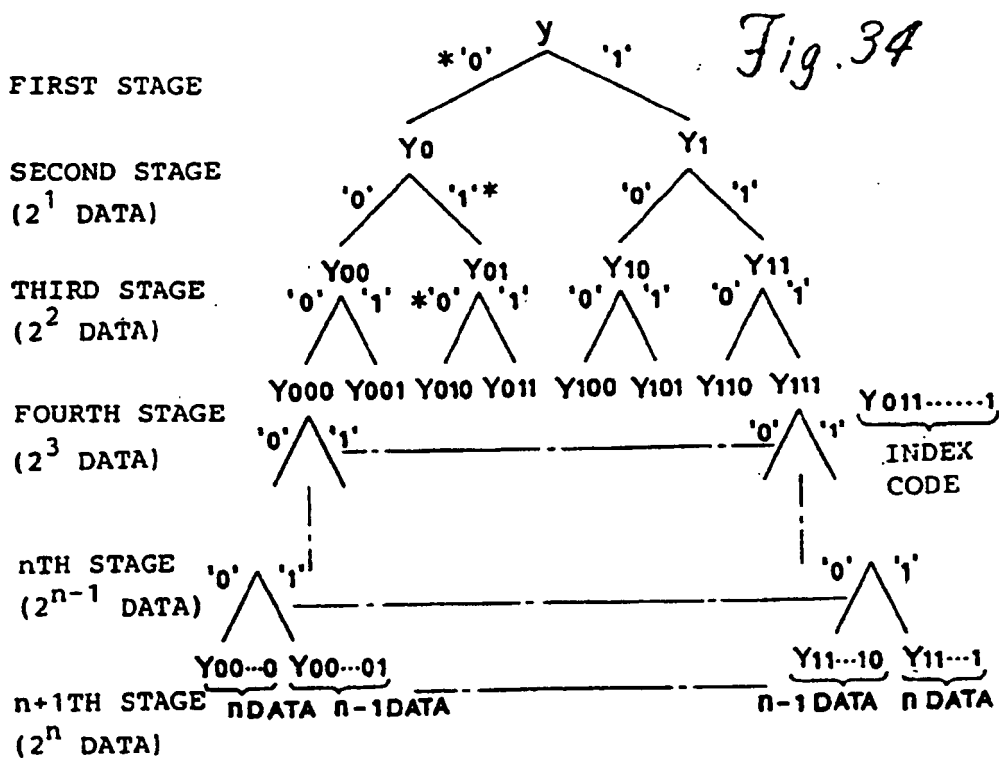 Fig. 34
y
*'0' '1'
FIRST STAGE
Y0 Y1
SECOND STAGE
(2^1 DATA)
'0' '1'* '0' '1'
Y00 Y01 Y10 Y11
THIRD STAGE
(2^2 DATA)
'0' '1' *'0' '1' '0' '1' '0' '1'
Y000 Y001 Y010 Y011 Y100 Y101 Y110 Y111
FOURTH STAGE
(2^3 DATA)
'0' '1' '0' '1'
Y011......1
INDEX
CODE
nTH STAGE
(2^n-1 DATA)
'0' '1' '0' '1'
Y00...0 Y00...01 Y11...10 Y11...1
n+1TH STAGE
(2^n DATA)
n DATA n-1 DATA n-1 DATA n DATA